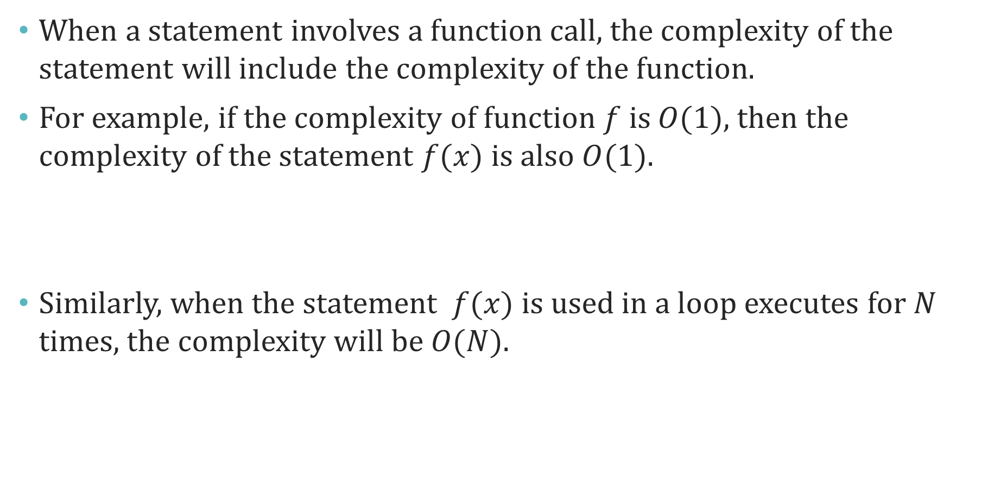 • When a statement involves a function call, the complexity of the
statement will include the complexity of the function.
• For example, if the complexity of function f is O(1), then the
complexity of the statement f(x) is also O(1).
• Similarly, when the statement f(x) is used in a loop executes for N
times, the complexity will be O(N).